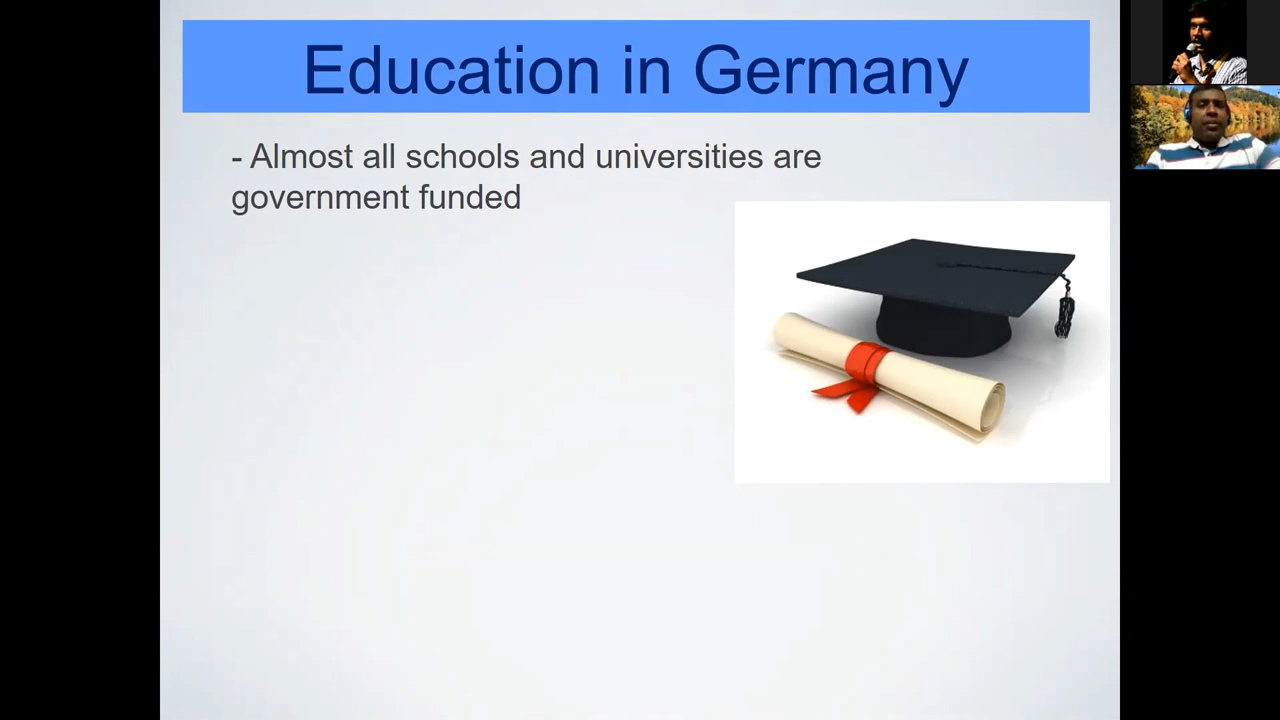 Education in Germany
- Almost all schools and universities are
government funded